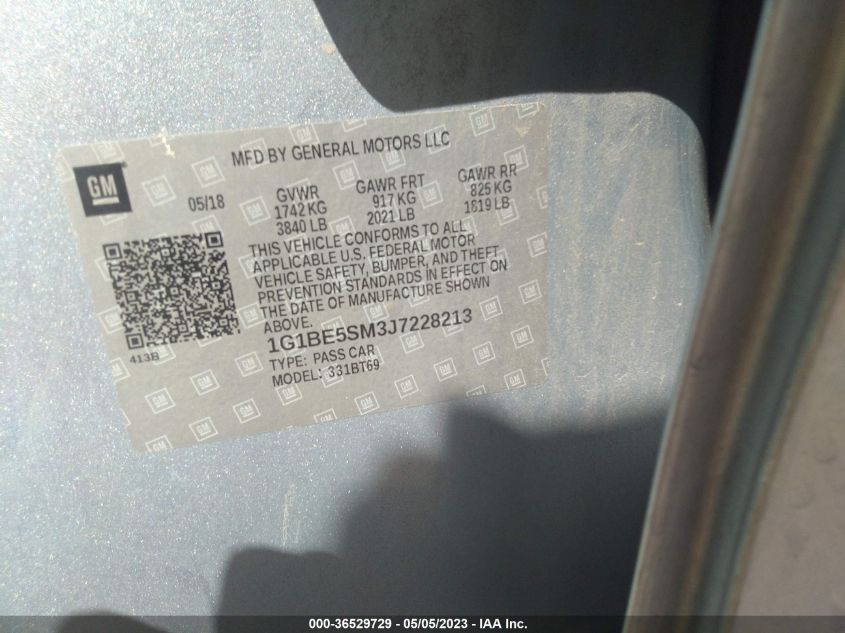 MFD BY GENERAL MOTORS LLC
GM
05/18
GVWR GAWR FRT GAWR RR
1742 KG 917 KG 825 KG
3840 LB 2021 LB 1819 LB
THIS VEHICLE CONFORMS TO ALL
APPLICABLE U.S. FEDERAL MOTOR
VEHICLE SAFETY, BUMPER, AND THEFT
PREVENTION STANDARDS IN EFFECT ON
THE DATE OF MANUFACTURE SHOWN
ABOVE.
413B
1G1BE5SM3J7228213
TYPE: PASS CAR
MODEL: 331BT69
000-36529729 - 05/05/2023 - IAA Inc.